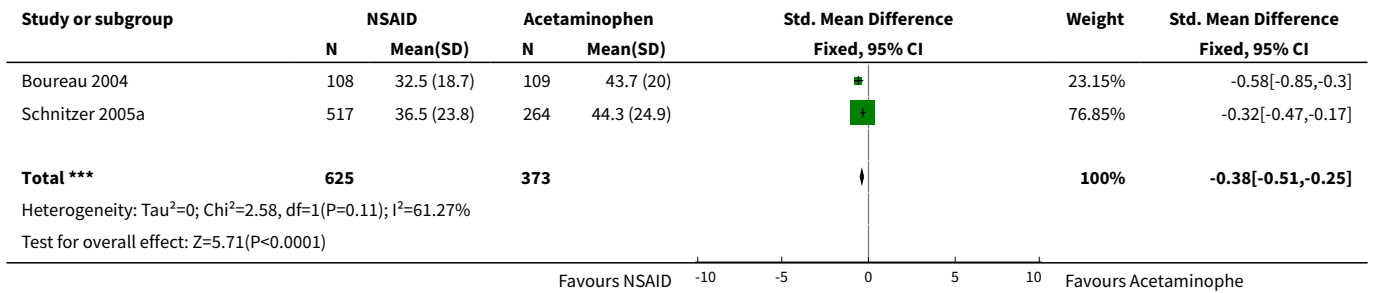 Study or subgroup NSAID Acetaminophen Std. Mean Difference Weight Std. Mean Difference
N Mean(SD) N Mean(SD) Fixed, 95% CI Fixed, 95% CI
Boureau 2004 108 32.5 (18.7) 109 43.7 (20) 23.15% -0.58[-0.85,-0.3]
Schnitzer 2005a 517 36.5 (23.8) 264 44.3 (24.9) 76.85% -0.32[-0.47,-0.17]
Total *** 625 373 100% -0.38[-0.51,-0.25]
Heterogeneity: Tau²=0; Chi²=2.58, df=1(P=0.11); I²=61.27%
Test for overall effect: Z=5.71(P<0.0001)
Favours NSAID -10 -5 0 5 10 Favours Acetaminophe